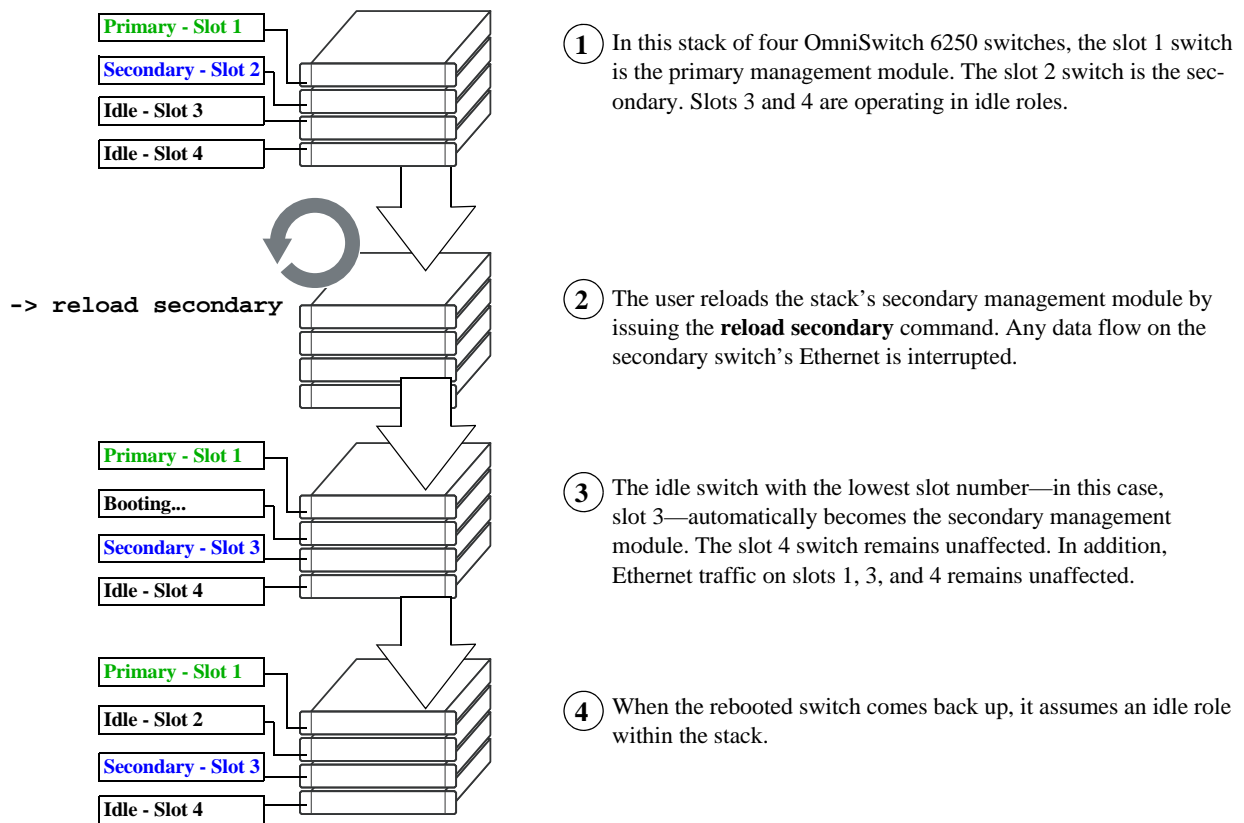 Primary - Slot 1
Secondary - Slot 2
Idle - Slot 3
Idle - Slot 4
1 In this stack of four OmniSwitch 6250 switches, the slot 1 switch
is the primary management module. The slot 2 switch is the sec-
ondary. Slots 3 and 4 are operating in idle roles.
-> reload secondary
2 The user reloads the stack’s secondary management module by
issuing the reload secondary command. Any data flow on the
secondary switch’s Ethernet is interrupted.
Primary - Slot 1
Booting...
Secondary - Slot 3
Idle - Slot 4
3 The idle switch with the lowest slot number—in this case,
slot 3—automatically becomes the secondary management
module. The slot 4 switch remains unaffected. In addition,
Ethernet traffic on slots 1, 3, and 4 remains unaffected.
Primary - Slot 1
Idle - Slot 2
Secondary - Slot 3
Idle - Slot 4
4 When the rebooted switch comes back up, it assumes an idle role
within the stack.